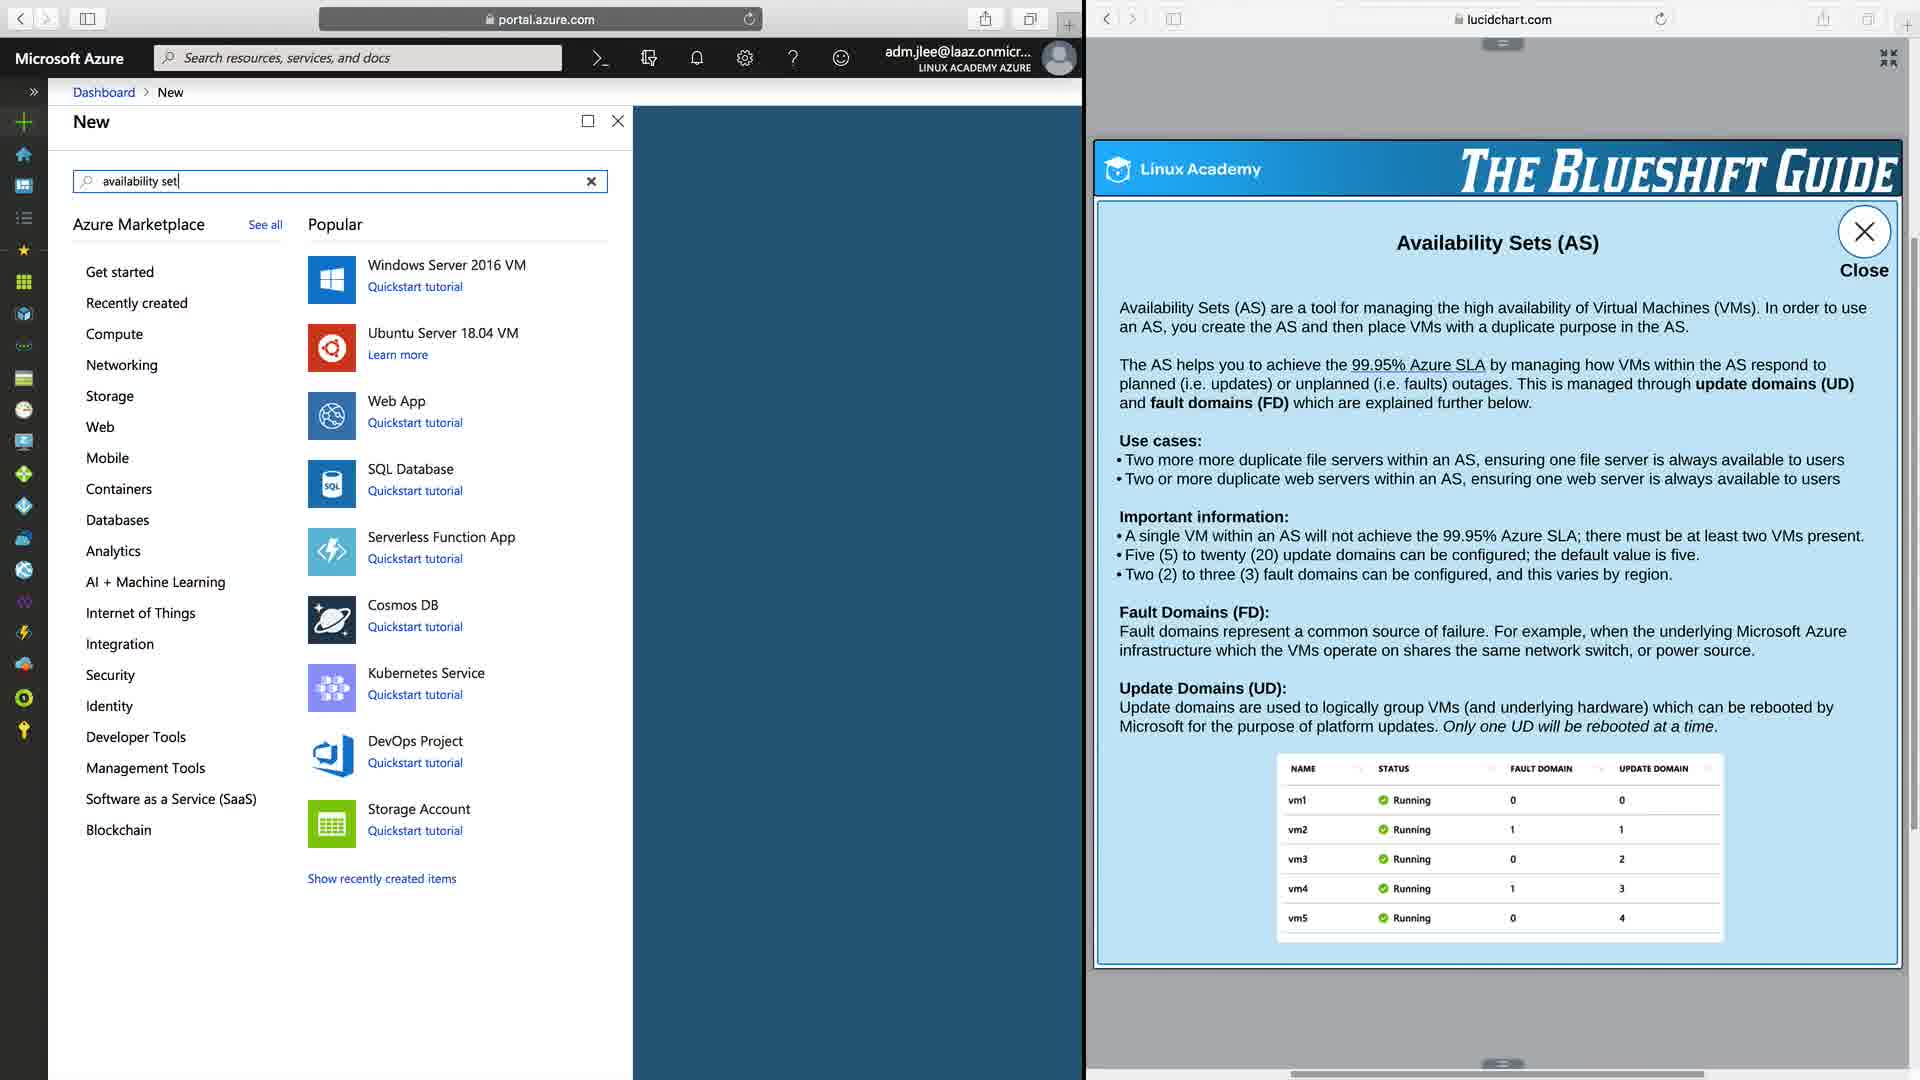 portal.azure.com
Microsoft Azure
Search resources, services, and docs
adm.jlee@laaz.onmicr...
LINUX ACADEMY AZURE
Dashboard > New
New
availability set
Azure Marketplace See all
Get started
Recently created
Compute
Networking
Storage
Web
Mobile
Containers
Databases
Analytics
AI + Machine Learning
Internet of Things
Integration
Security
Identity
Developer Tools
Management Tools
Software as a Service (SaaS)
Blockchain
Popular
Windows Server 2016 VM
Quickstart tutorial
Ubuntu Server 18.04 VM
Learn more
Web App
Quickstart tutorial
SQL Database
Quickstart tutorial
Serverless Function App
Quickstart tutorial
Cosmos DB
Quickstart tutorial
Kubernetes Service
Quickstart tutorial
DevOps Project
Quickstart tutorial
Storage Account
Quickstart tutorial
Show recently created items
lucidchart.com
Linux Academy
THE BLUESHIFT GUIDE
Availability Sets (AS)
Close
Availability Sets (AS) are a tool for managing the high availability of Virtual Machines (VMs). In order to use
an AS, you create the AS and then place VMs with a duplicate purpose in the AS.
The AS helps you to achieve the 99.95% Azure SLA by managing how VMs within the AS respond to
planned (i.e. updates) or unplanned (i.e. faults) outages. This is managed through update domains (UD)
and fault domains (FD) which are explained further below.
Use cases:
• Two more more duplicate file servers within an AS, ensuring one file server is always available to users
• Two or more duplicate web servers within an AS, ensuring one web server is always available to users
Important information:
• A single VM within an AS will not achieve the 99.95% Azure SLA; there must be at least two VMs present.
• Five (5) to twenty (20) update domains can be configured; the default value is five.
• Two (2) to three (3) fault domains can be configured, and this varies by region.
Fault Domains (FD):
Fault domains represent a common source of failure. For example, when the underlying Microsoft Azure
infrastructure which the VMs operate on shares the same network switch, or power source.
Update Domains (UD):
Update domains are used to logically group VMs (and underlying hardware) which can be rebooted by
Microsoft for the purpose of platform updates. Only one UD will be rebooted at a time.
NAME STATUS FAULT DOMAIN UPDATE DOMAIN
vm1 Running 0 0
vm2 Running 1 1
vm3 Running 0 2
vm4 Running 1 3
vm5 Running 0 4